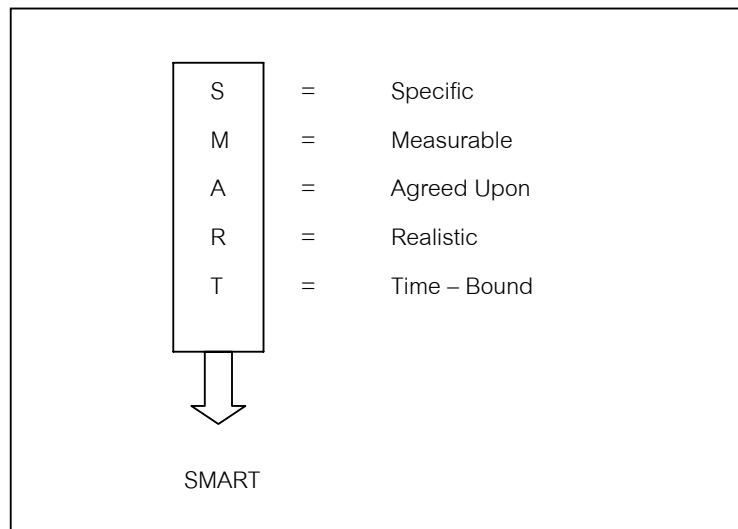 S = Specific
M = Measurable
A = Agreed Upon
R = Realistic
T = Time – Bound
SMART